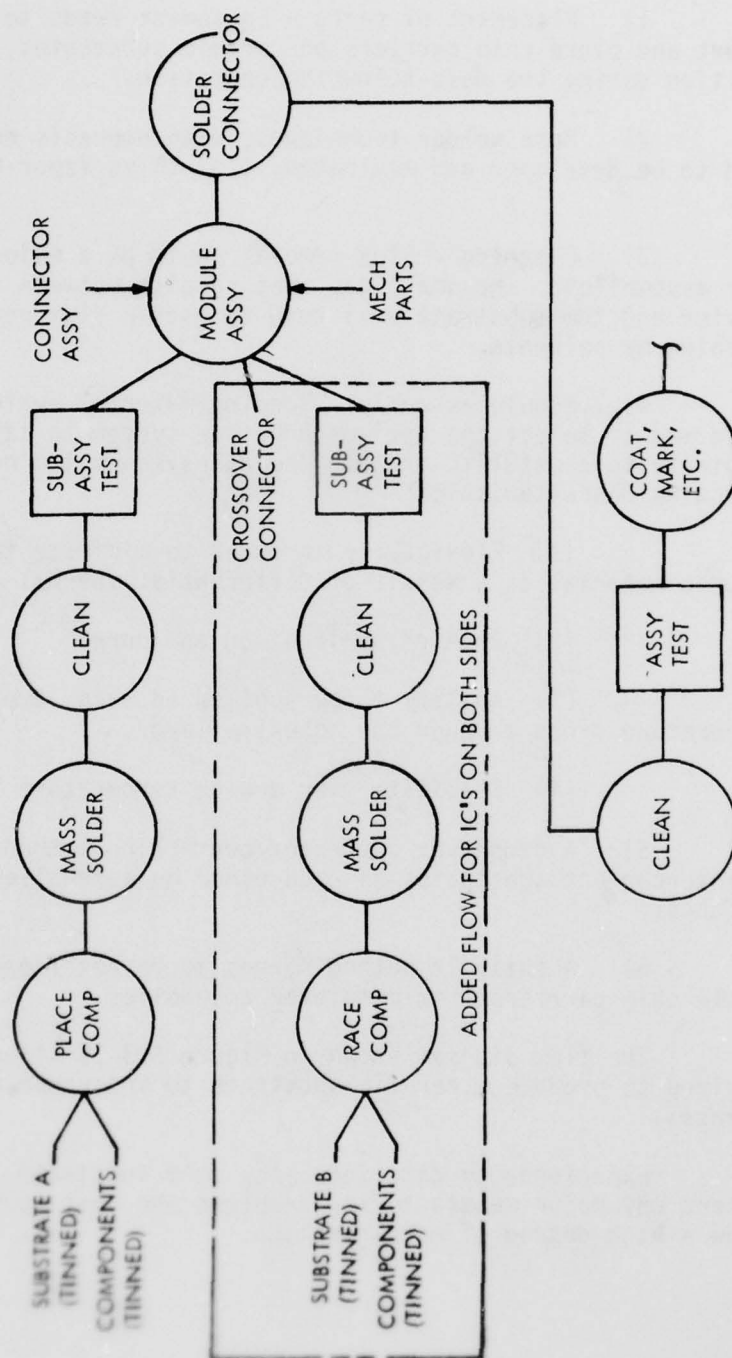 SUBSTRATE A
(TINNED)
COMPONENTS
(TINNED)
PLACE
COMP
MASS
SOLDER
CLEAN
SUB-
ASSY
TEST
CONNECTOR
ASSY
MODULE
ASSY
MECH
PARTS
SOLDER
CONNECTOR
CROSSOVER
CONNECTOR
SUBSTRATE B
(TINNED)
COMPONENTS
(TINNED)
RACE
COMP
MASS
SOLDER
CLEAN
SUB-
ASSY
TEST
ADDED FLOW FOR IC'S ON BOTH SIDES
CLEAN
ASSY
TEST
COAT,
MARK,
ETC.